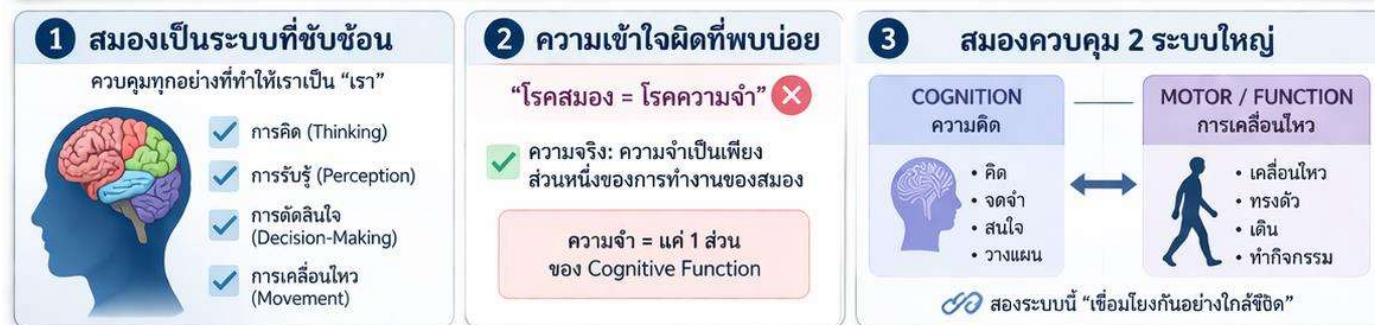 1 สมองเป็นระบบที่ซับซ้อน
ควบคุมทุกอย่างที่ทำให้เราเป็น “เรา”
การคิด (Thinking)
การรับรู้ (Perception)
การตัดสินใจ
(Decision-Making)
การเคลื่อนไหว
(Movement)
2 ความเข้าใจผิดที่พบบ่อย
“โรคสมอง = โรคความจำ”
ความจริง: ความจำเป็นเพียง
ส่วนหนึ่งของการทำงานของสมอง
ความจำ = แค่ 1 ส่วน
ของ Cognitive Function
3 สมองควบคุม 2 ระบบใหญ่
COGNITION
ความคิด
• คิด
• จดจำ
• สนใจ
• วางแผน
MOTOR / FUNCTION
การเคลื่อนไหว
• เคลื่อนไหว
• ทรงตัว
• เดิน
• ทำกิจกรรม
สองระบบนี้ “เชื่อมโยงกันอย่าง